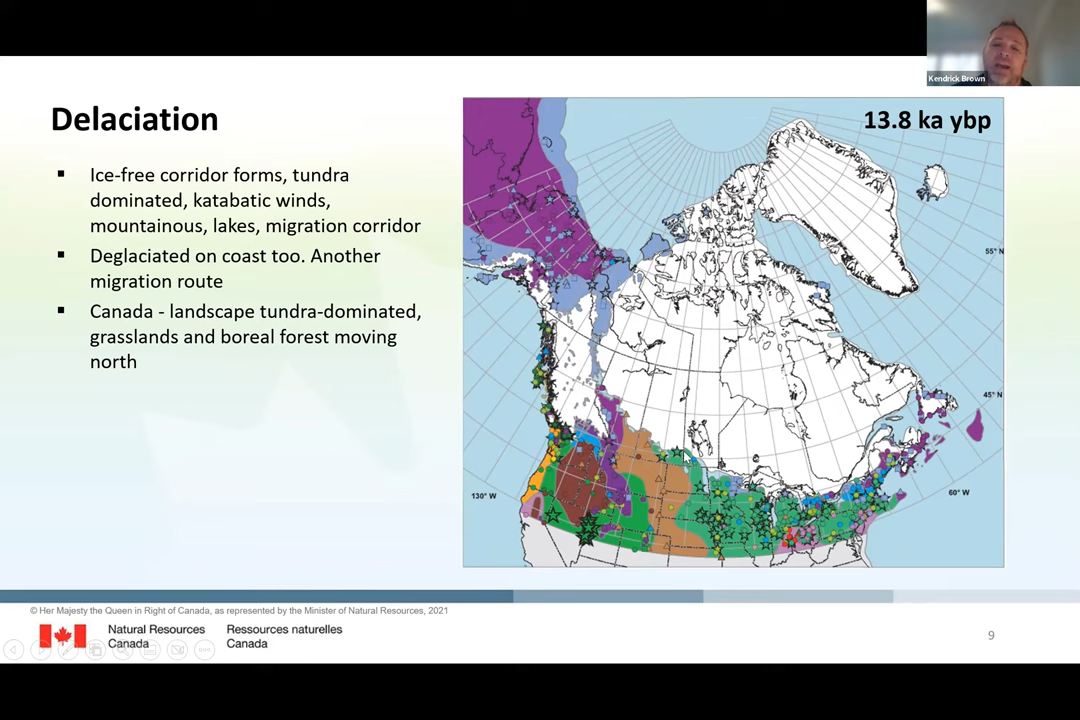 Kendrick Brown
Delaciation
13.8 ka ybp
▪ Ice-free corridor forms, tundra
dominated, katabatic winds,
mountainous, lakes, migration corridor
▪ Deglaciated on coast too. Another
migration route
▪ Canada - landscape tundra-dominated,
grasslands and boreal forest moving
north
55° N
45° N
130° W
60° W
© Her Majesty the Queen in Right of Canada, as represented by the Minister of Natural Resources, 2021
Natural Resources
Canada
Ressources naturelles
Canada
9